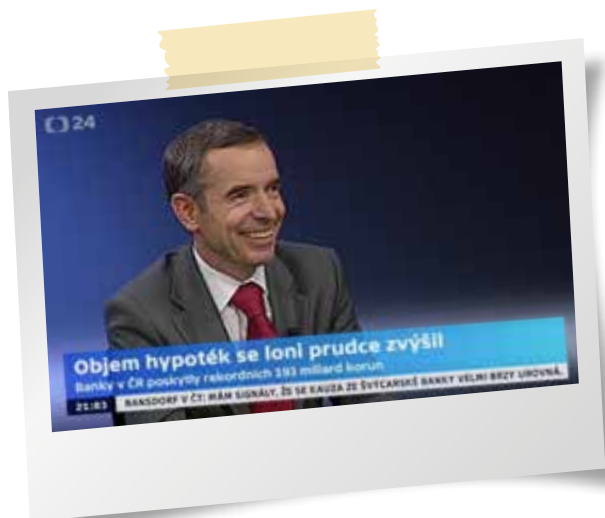 24
Objem hypoték se loni prudce zvýšil
Banky v ČR poskytly rekordních 193 miliard korun
21:03 BANSDORF V ČT: MÁM SIGNÁLY, ŽE SE KAUZA ZE ŠVÝCARSKÉ BANKY VELMI BRZY UROVNÁ.